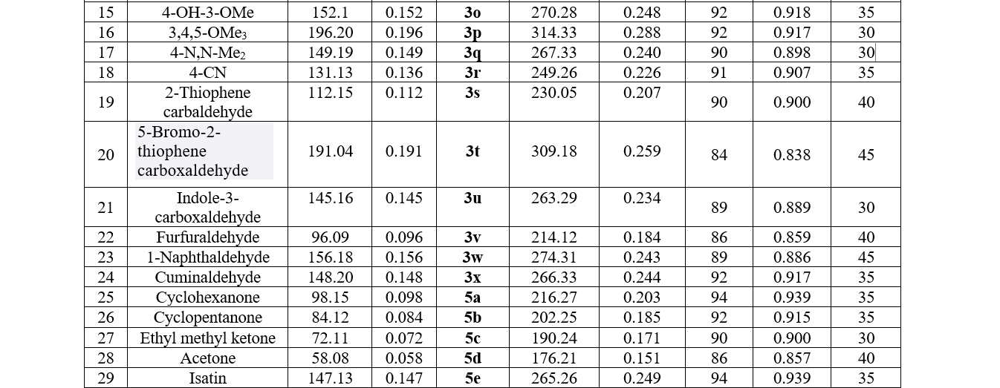 15 4-OH-3-OMe 152.1 0.152 3o 270.28 0.248 92 0.918 35
16 3,4,5-OMe₃ 196.20 0.196 3p 314.33 0.288 92 0.917 30
17 4-N,N-Me₂ 149.19 0.149 3q 267.33 0.240 90 0.898 30
18 4-CN 131.13 0.136 3r 249.26 0.226 91 0.907 35
19 2-Thiophene carbaldehyde 112.15 0.112 3s 230.05 0.207 90 0.900 40
20 5-Bromo-2-thiophene carboxaldehyde 191.04 0.191 3t 309.18 0.259 84 0.838 45
21 Indole-3-carboxaldehyde 145.16 0.145 3u 263.29 0.234 89 0.889 30
22 Furfuraldehyde 96.09 0.096 3v 214.12 0.184 86 0.859 40
23 1-Naphthaldehyde 156.18 0.156 3w 274.31 0.243 89 0.886 45
24 Cuminaldehyde 148.20 0.148 3x 266.33 0.244 92 0.917 35
25 Cyclohexanone 98.15 0.098 5a 216.27 0.203 94 0.939 35
26 Cyclopentanone 84.12 0.084 5b 202.25 0.185 92 0.915 35
27 Ethyl methyl ketone 72.11 0.072 5c 190.24 0.171 90 0.900 30
28 Acetone 58.08 0.058 5d 176.21 0.151 86 0.857 40
29 Isatin 147.13 0.147 5e 265.26 0.249 94 0.939 35